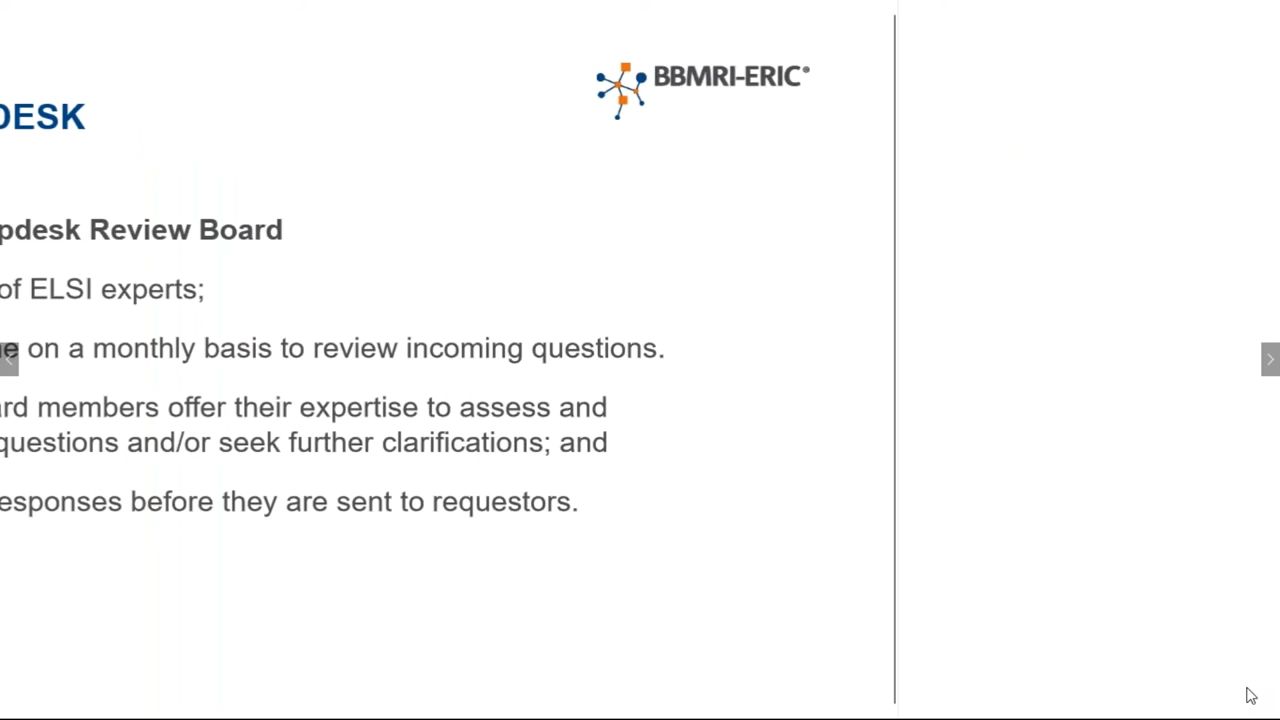 BBMRI-ERIC®
DESK
pdesk Review Board
of ELSI experts;
e on a monthly basis to review incoming questions.
ard members offer their expertise to assess and
questions and/or seek further clarifications; and
esponses before they are sent to requestors.